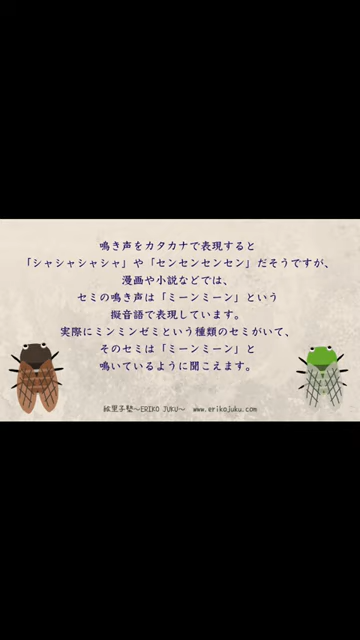 鳴き声をカタカナで表現すると
「シャシャシャシャ」や「センセンセンセン」だそうですが、
漫画や小説などでは、
セミの鳴き声は「ミーンミーン」という
擬音語で表現しています。
実際にミンミンゼミという種類のセミがいて、
そのセミは「ミーンミーン」と
鳴いているように聞こえます。
絵里子塾〜ERIKO JUKU〜 www.erikojuku.com